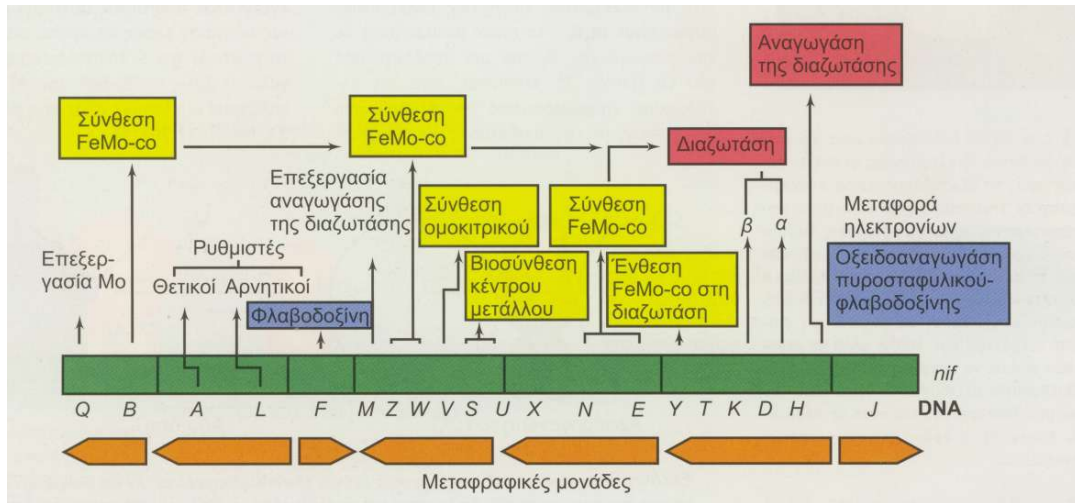 Αναγωγάση
της διαζωτάσης
Σύνθεση
FeMo-co
Σύνθεση
FeMo-co
Διαζωτάση
Επεξεργασία
αναγωγάσης
της διαζωτάσης
Σύνθεση
ομοκιτρικού
Σύνθεση
FeMo-co
β α
Μεταφορά
ηλεκτρονίων
Οξειδοαναγωγάση
πυροσταφυλικού-
φλαβοδοξίνης
Επεξερ-
γασία Mo
Ρυθμιστές
Θετικοί Αρνητικοί
Φλαβοδοξίνη
Βιοσύνθεση
κέντρου
μετάλλου
Ένθεση
FeMo-co στη
διαζωτάση
nif
Q B A L F M Z W V S U X N E Y T K D H J DNA
Μεταφραφικές μονάδες